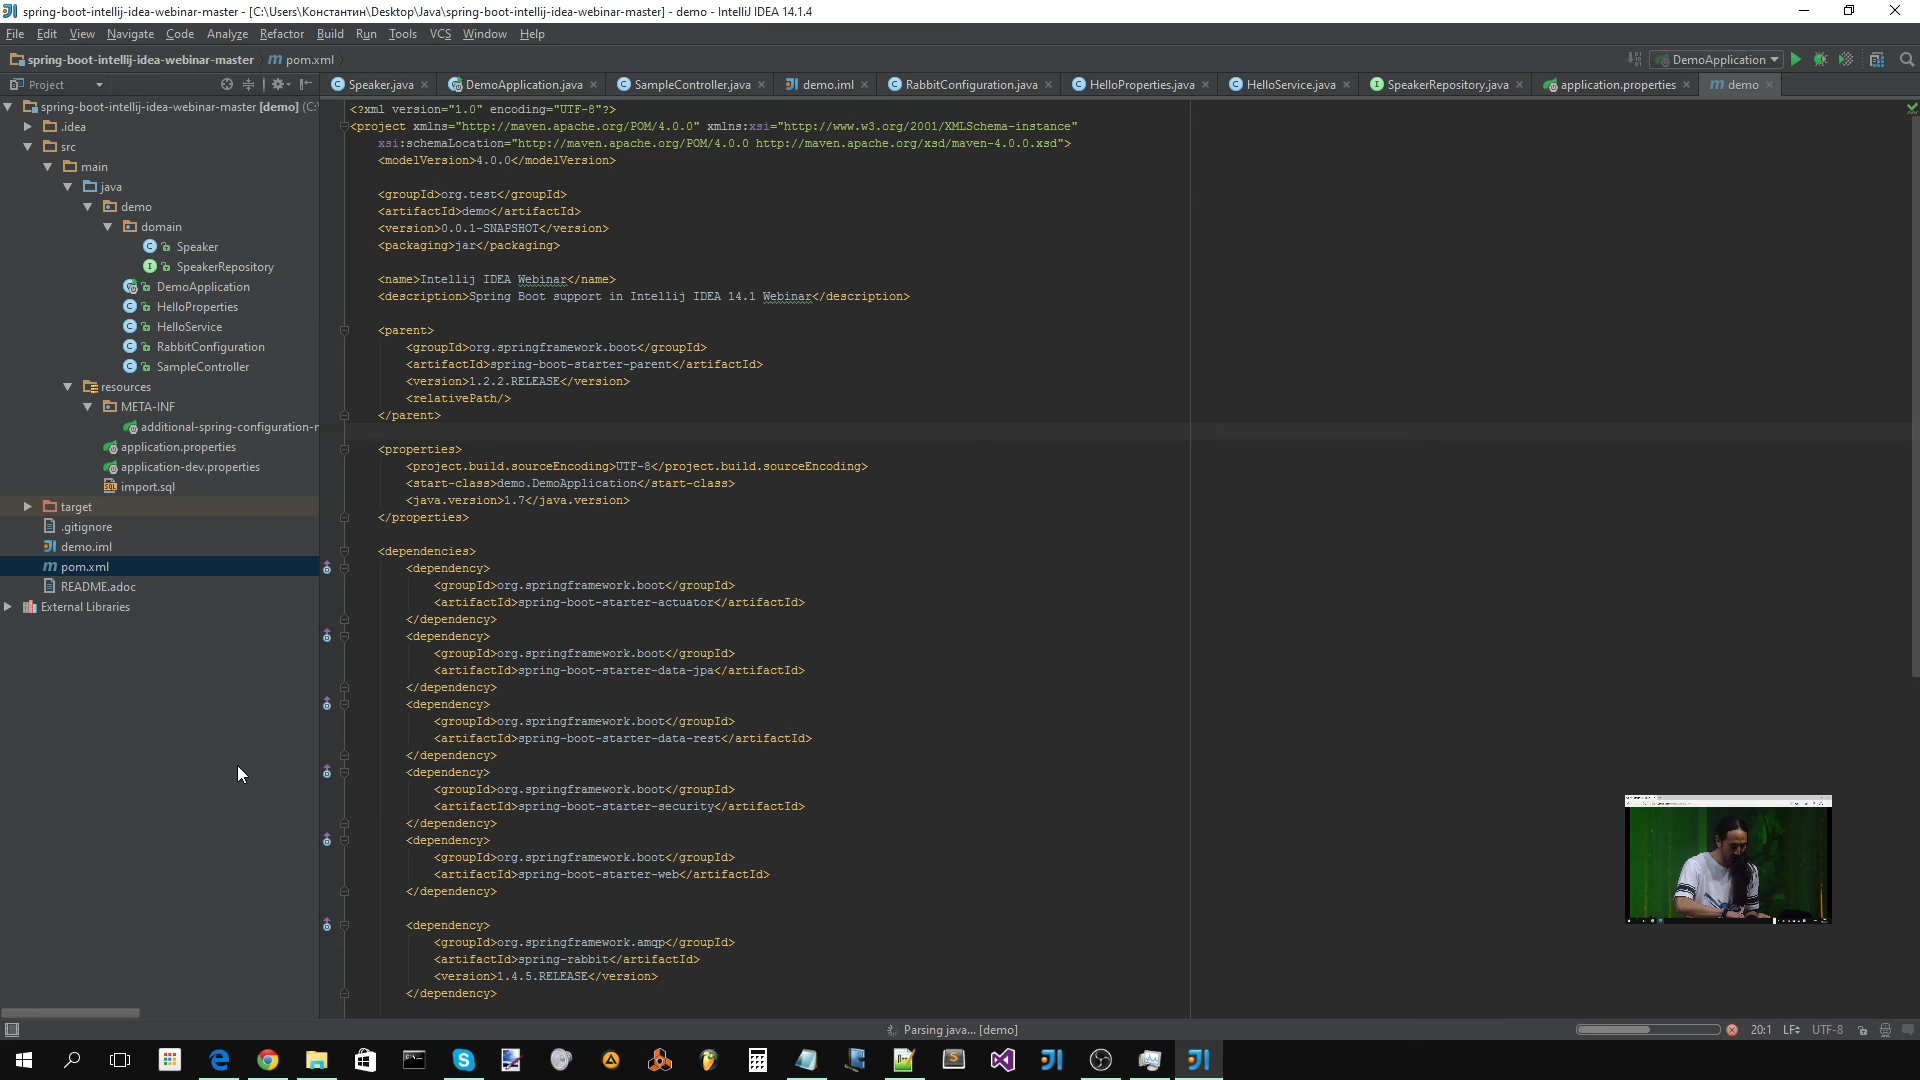 spring-boot-intellij-idea-webinar-master - [C:\Users\Константин\Desktop\Java\spring-boot-intellij-idea-webinar-master] - demo - IntelliJ IDEA 14.1.4
File Edit View Navigate Code Analyze Refactor Build Run Tools VCS Window Help
spring-boot-intellij-idea-webinar-master pom.xml DemoApplication
Project
Speaker.java DemoApplication.java SampleController.java demo.iml RabbitConfiguration.java HelloProperties.java HelloService.java SpeakerRepository.java application.properties demo
spring-boot-intellij-idea-webinar-master [demo] (C:\
.idea
src
main
java
demo
domain
Speaker
SpeakerRepository
DemoApplication
HelloProperties
HelloService
RabbitConfiguration
SampleController
resources
META-INF
additional-spring-configuration-
application.properties
application-dev.properties
import.sql
target
.gitignore
demo.iml
pom.xml
README.adoc
External Libraries
<?xml version="1.0" encoding="UTF-8"?>
<project xmlns="http://maven.apache.org/POM/4.0.0" xmlns:xsi="http://www.w3.org/2001/XMLSchema-instance"
xsi:schemaLocation="http://maven.apache.org/POM/4.0.0 http://maven.apache.org/xsd/maven-4.0.0.xsd">
<modelVersion>4.0.0</modelVersion>
<groupId>org.test</groupId>
<artifactId>demo</artifactId>
<version>0.0.1-SNAPSHOT</version>
<packaging>jar</packaging>
<name>Intellij IDEA Webinar</name>
<description>Spring Boot support in Intellij IDEA 14.1 Webinar</description>
<parent>
<groupId>org.springframework.boot</groupId>
<artifactId>spring-boot-starter-parent</artifactId>
<version>1.2.2.RELEASE</version>
<relativePath/>
</parent>
<properties>
<project.build.sourceEncoding>UTF-8</project.build.sourceEncoding>
<start-class>demo.DemoApplication</start-class>
<java.version>1.7</java.version>
</properties>
<dependencies>
<dependency>
<groupId>org.springframework.boot</groupId>
<artifactId>spring-boot-starter-actuator</artifactId>
</dependency>
<dependency>
<groupId>org.springframework.boot</groupId>
<artifactId>spring-boot-starter-data-jpa</artifactId>
</dependency>
<dependency>
<groupId>org.springframework.boot</groupId>
<artifactId>spring-boot-starter-data-rest</artifactId>
</dependency>
<dependency>
<groupId>org.springframework.boot</groupId>
<artifactId>spring-boot-starter-security</artifactId>
</dependency>
<dependency>
<groupId>org.springframework.boot</groupId>
<artifactId>spring-boot-starter-web</artifactId>
</dependency>
<dependency>
<groupId>org.springframework.amqp</groupId>
<artifactId>spring-rabbit</artifactId>
<version>1.4.5.RELEASE</version>
</dependency>
Parsing java... [demo] 20:1 LF UTF-8